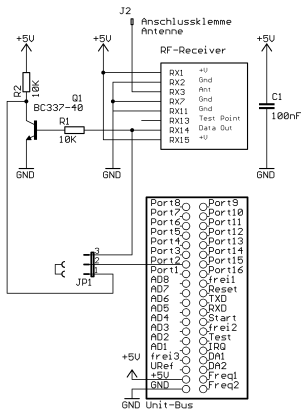 J2
Anschlussklemme
Antenne
+5V
+5V
+5V
RF-Receiver
R2
10K
Q1
BC337-40
R1
10K
RX1 +U
RX2 Gnd
RX3 Ant
RX7 Gnd
RX11 Gnd
RX13 Test Point
RX14 Data Out
RX15 +U
C1
100nF
GND
GND
GND
3
2
1
JP1
Port8 Port9
Port7 Port10
Port6 Port11
Port5 Port12
Port4 Port13
Port3 Port14
Port2 Port15
Port1 Port16
AD8 frei1
AD7 Reset
AD6 TXD
AD5 RXD
AD4 Start
AD3 frei2
AD2 Test
AD1 IRQ
frei3 DA1
URef DA2
+5V Freq1
GND Freq2
+5V
GND Unit-Bus